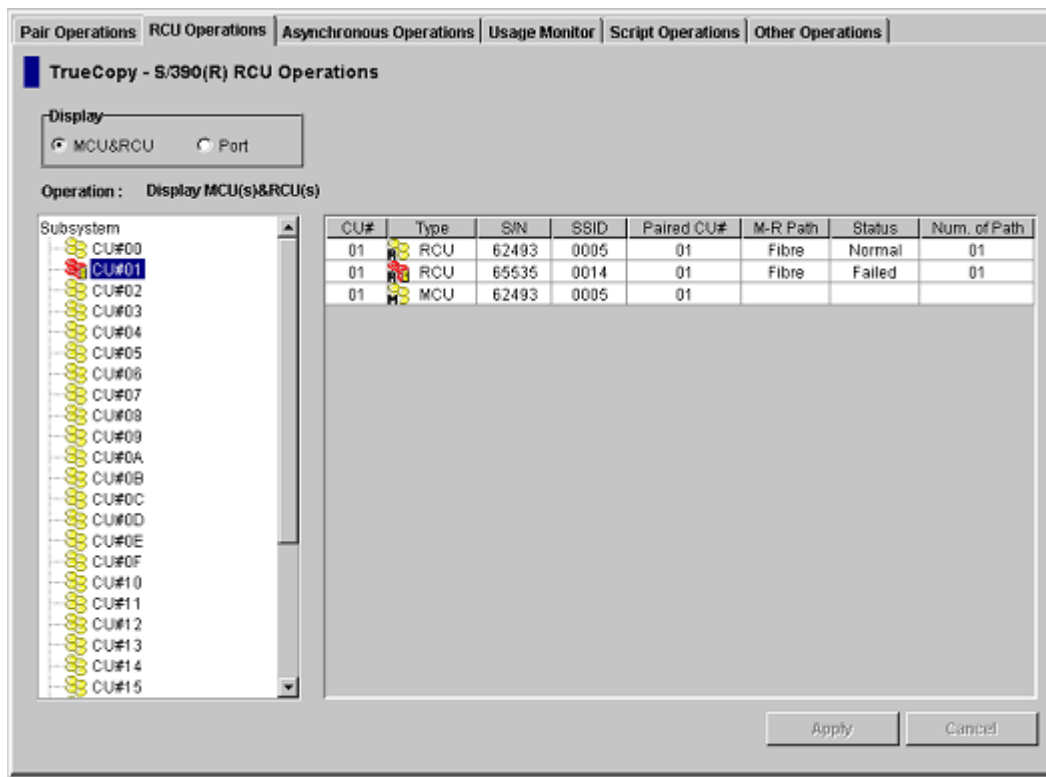 Pair Operations RCU Operations Asynchronous Operations Usage Monitor Script Operations Other Operations
TrueCopy - S/390(R) RCU Operations
Display
MCU&RCU Port
Operation : Display MCU(s)&RCU(s)
Subsystem
CU#00
CU#01
CU#02
CU#03
CU#04
CU#05
CU#06
CU#07
CU#08
CU#09
CU#0A
CU#0B
CU#0C
CU#0D
CU#0E
CU#0F
CU#10
CU#11
CU#12
CU#13
CU#14
CU#15
CU# Type S/N SSID Paired CU# M-R Path Status Num. of Path
01 R RCU 62493 0005 01 Fibre Normal 01
01 R RCU 65535 0014 01 Fibre Failed 01
01 M MCU 62493 0005 01
Apply Cancel